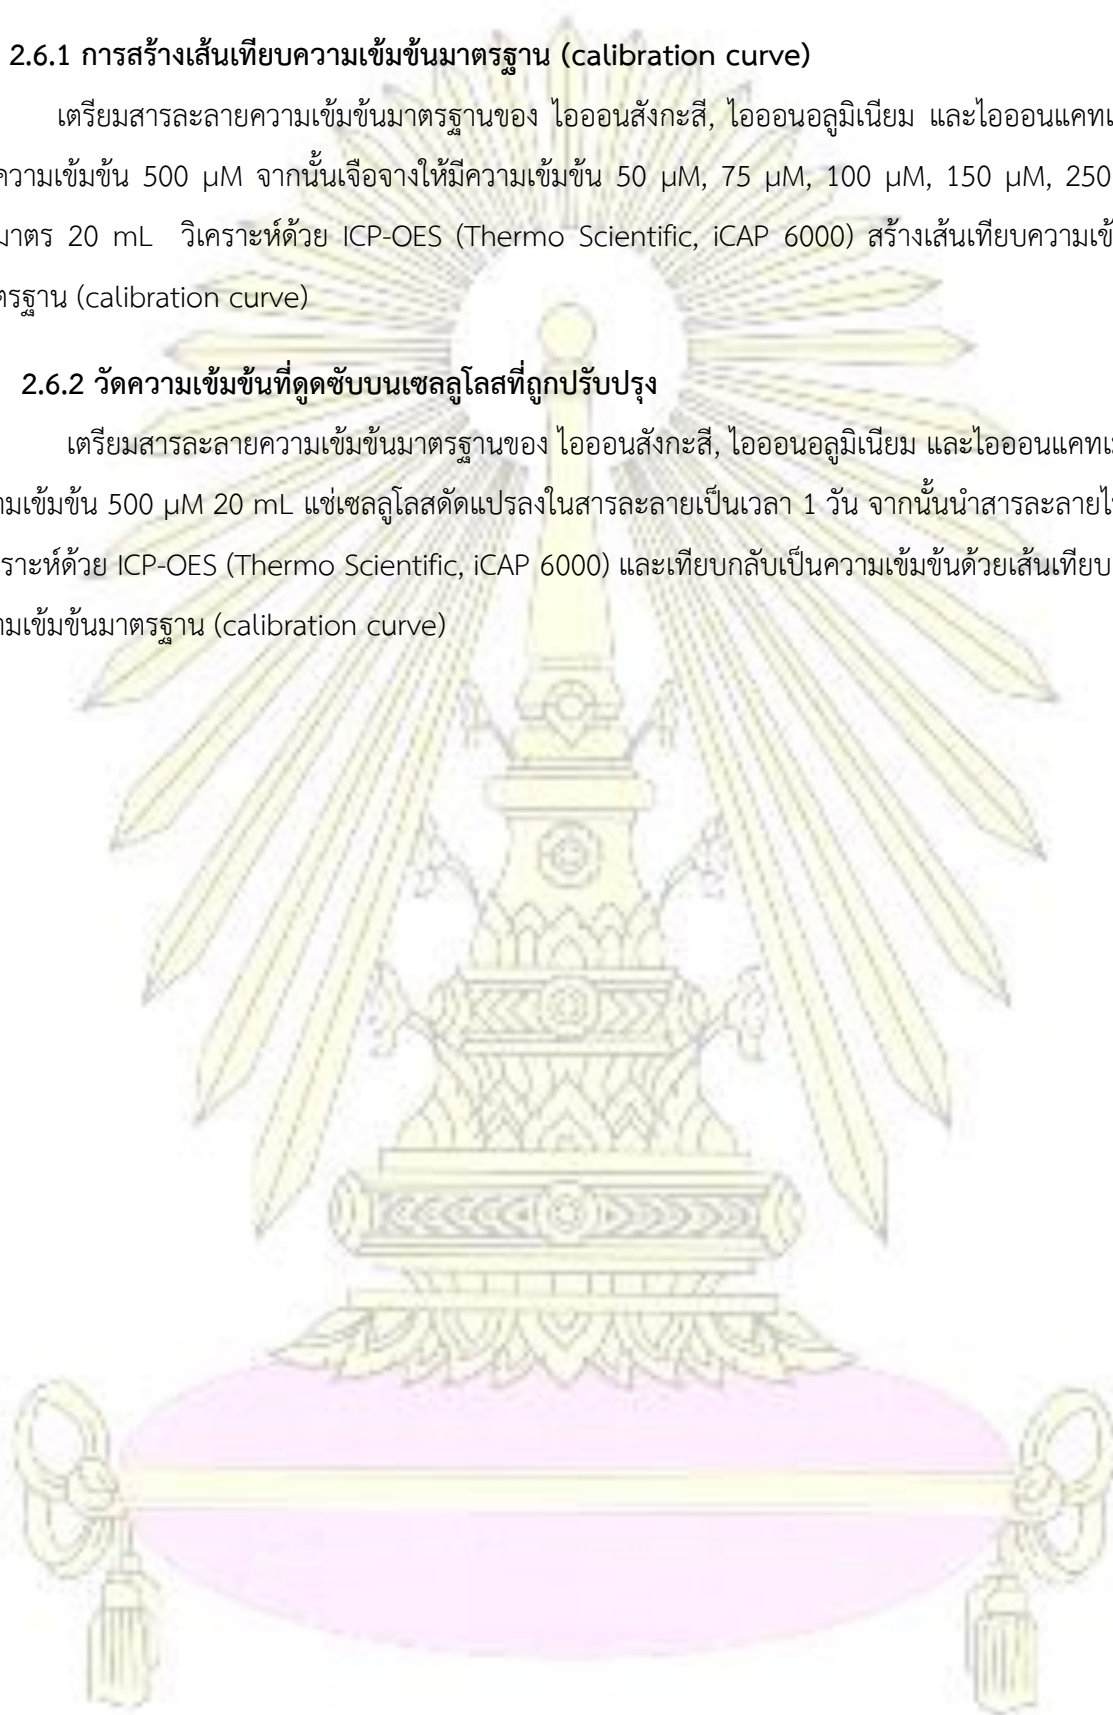 2.6.1 การสร้างเส้นเทียบความเข้มข้นมาตรฐาน (calibration curve)
เตรียมสารละลายความเข้มข้นมาตรฐานของ ไอออนสังกะสี, ไอออนอลูมิเนียม และไอออนแคทเ
ความเข้มข้น 500 µM จากนั้นเจือจางให้มีความเข้มข้น 50 µM, 75 µM, 100 µM, 150 µM, 250
มาตร 20 mL วิเคราะห์ด้วย ICP-OES (Thermo Scientific, iCAP 6000) สร้างเส้นเทียบความเข้
ตรฐาน (calibration curve)
2.6.2 วัดความเข้มข้นที่ดูดซับบนเซลลูโลสที่ถูกปรับปรุง
เตรียมสารละลายความเข้มข้นมาตรฐานของ ไอออนสังกะสี, ไอออนอลูมิเนียม และไอออนแคทเ
ามเข้มข้น 500 µM 20 mL แช่เซลลูโลสดัดแปรลงในสารละลายเป็นเวลา 1 วัน จากนั้นนำสารละลายไ
ราะห์ด้วย ICP-OES (Thermo Scientific, iCAP 6000) และเทียบกลับเป็นความเข้มข้นด้วยเส้นเทียบ
ามเข้มข้นมาตรฐาน (calibration curve)